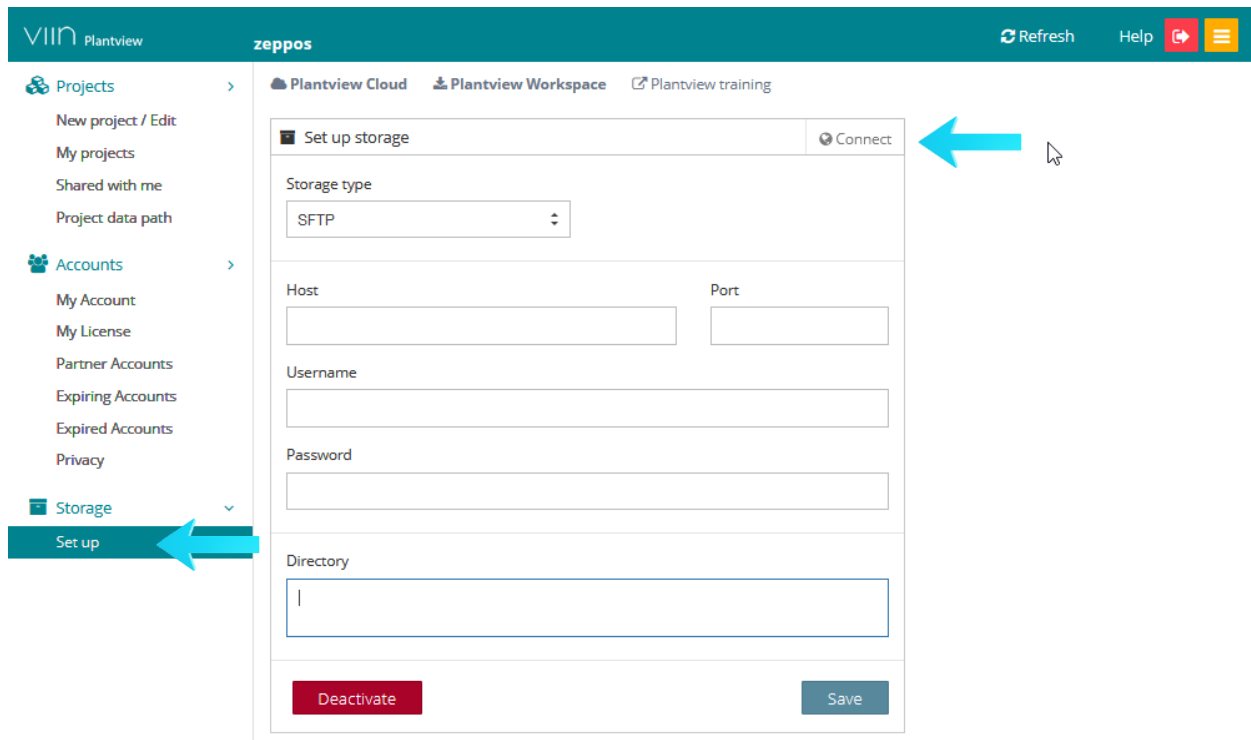 VIIN Plantview
zeppos
Refresh
Help
Projects
New project / Edit
My projects
Shared with me
Project data path
Accounts
My Account
My License
Partner Accounts
Expiring Accounts
Expired Accounts
Privacy
Storage
Set up
Plantview Cloud
Plantview Workspace
Plantview training
Set up storage
Connect
Storage type
SFTP
Host
Port
Username
Password
Directory
Deactivate
Save